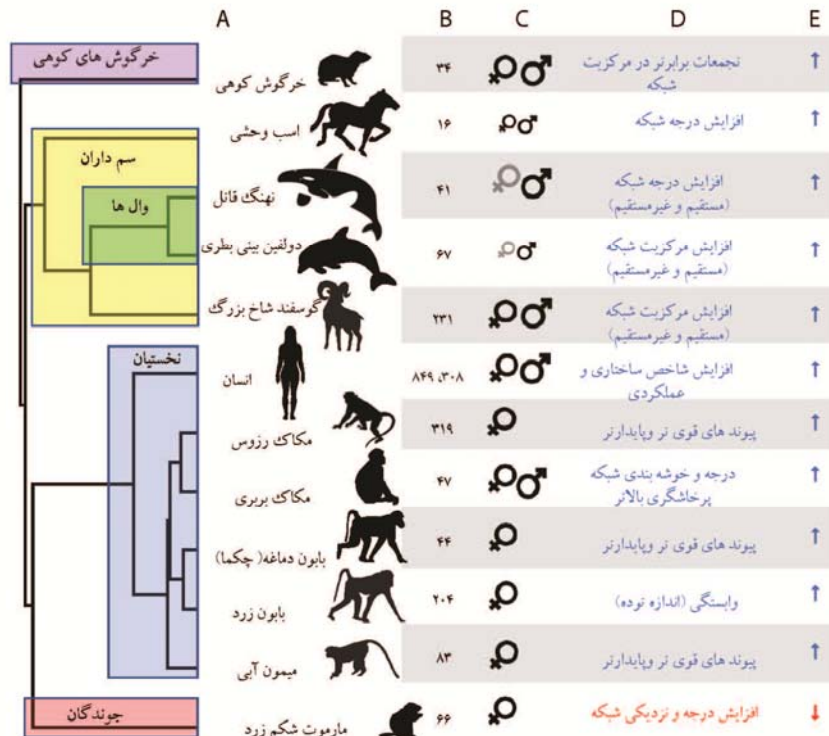 A B C D E
خرگوش های کوهی
خرگوش کوهی
۳۴
تجمعات برابرتر در مرکزیت
شبکه
اسب وحشی
۱۶
افزایش درجه شبکه
سم داران
وال ها
نهنگ قاتل
۴۱
افزایش درجه شبکه
(مستقیم و غیرمستقیم)
دولفین بینی بطری
۶۷
افزایش مرکزیت شبکه
(مستقیم و غیرمستقیم)
گوسفند شاخ بزرگ
۲۳۱
افزایش مرکزیت شبکه
(مستقیم و غیرمستقیم)
نخستیان
انسان
۸۴۹ ،۳۰۸
افزایش شاخص ساختاری و
عملکردی
مکاک رزوس
۳۱۹
پیوند های قوی تر وپایدارتر
مکاک بربری
۴۷
درجه و خوشه بندی شبکه
پرخاشگری بالاتر
بابون دماغه( چکما)
۴۴
پیوند های قوی تر وپایدارتر
بابون زرد
۲۰۴
وابستگی (اندازه توده)
میمون آبی
۸۳
پیوند های قوی تر وپایدارتر
جوندگان
مارموت شکم زرد
۶۶
افزایش درجه و نزدیکی شبکه